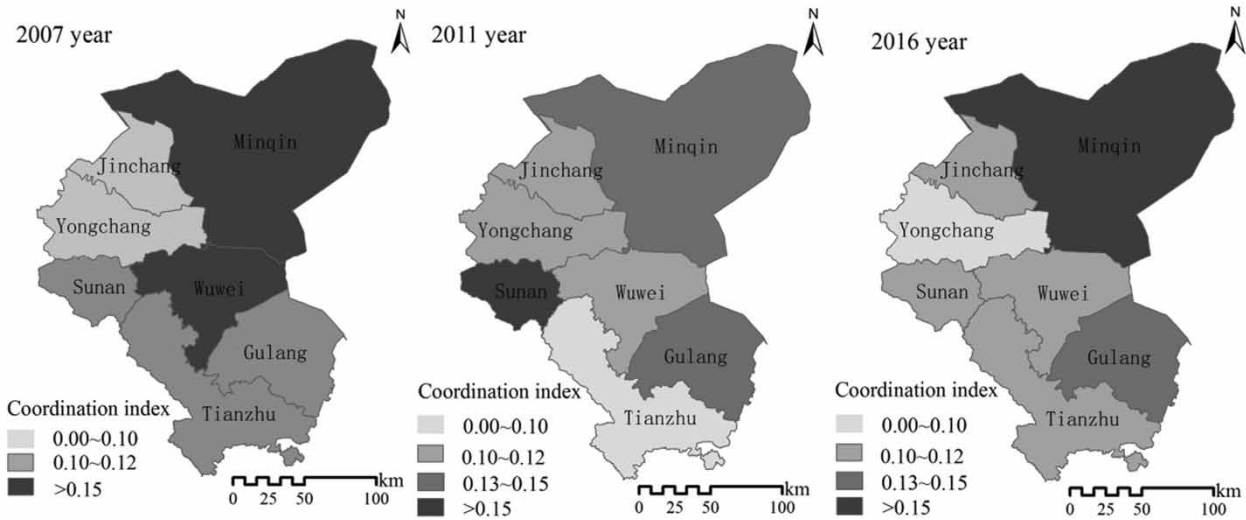 2007 year
N
Minqin
Jinchang
Yongchang
Sunan
Wuwei
Gulang
Tianzhu
Coordination index
0.00~0.10
0.10~0.12
>0.15
km
0 25 50 100
2011 year
N
Minqin
Jinchang
Yongchang
Sunan
Wuwei
Gulang
Tianzhu
Coordination index
0.00~0.10
0.10~0.12
0.13~0.15
>0.15
km
0 25 50 100
2016 year
N
Minqin
Jinchang
Yongchang
Sunan
Wuwei
Gulang
Tianzhu
Coordination index
0.00~0.10
0.10~0.12
0.13~0.15
>0.15
km
0 25 50 100